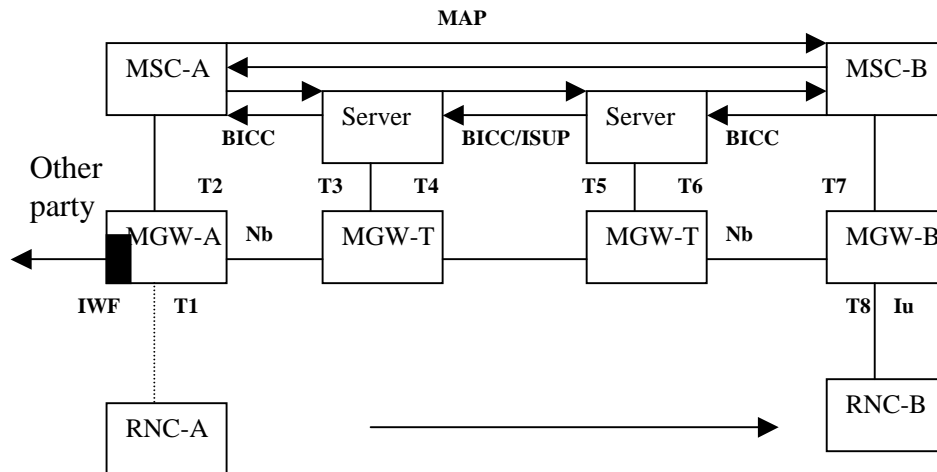 MAP
MSC-A
MSC-B
Server
Server
BICC
BICC/ISUP
BICC
Other
party
T2
T3
T4
T5
T6
T7
MGW-A
Nb
MGW-T
MGW-T
Nb
MGW-B
IWF
T1
T8
Iu
RNC-A
RNC-B